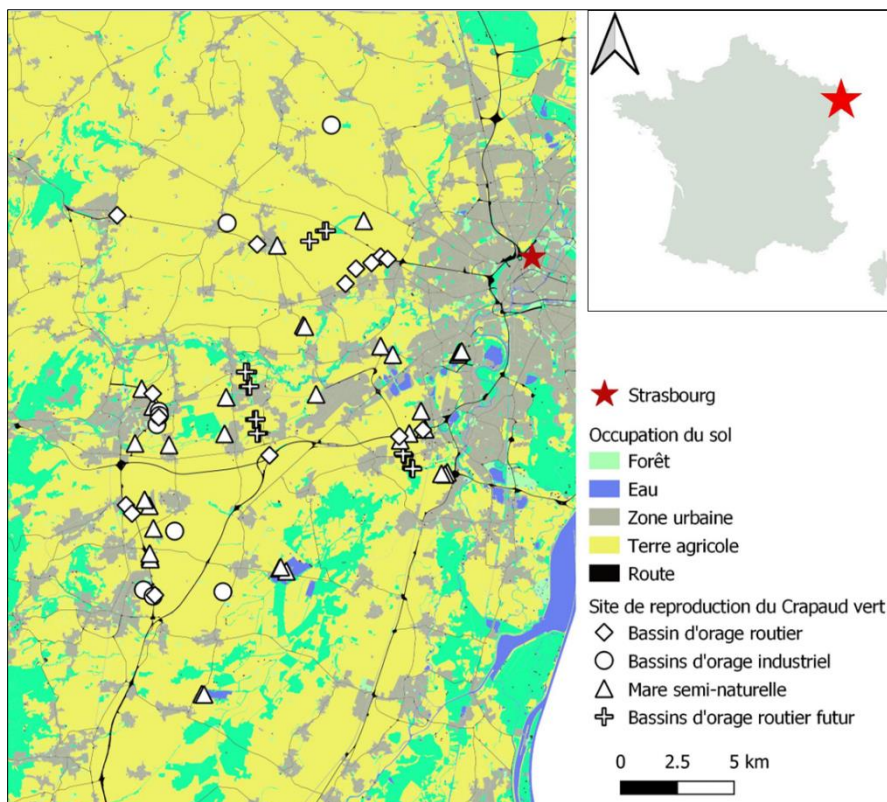 Strasbourg
Occupation du sol
Forêt
Eau
Zone urbaine
Terre agricole
Route
Site de reproduction du Crapaud vert
Bassin d'orage routier
Bassins d'orage industriel
Mare semi-naturelle
Bassins d'orage routier futur
0 2.5 5 km